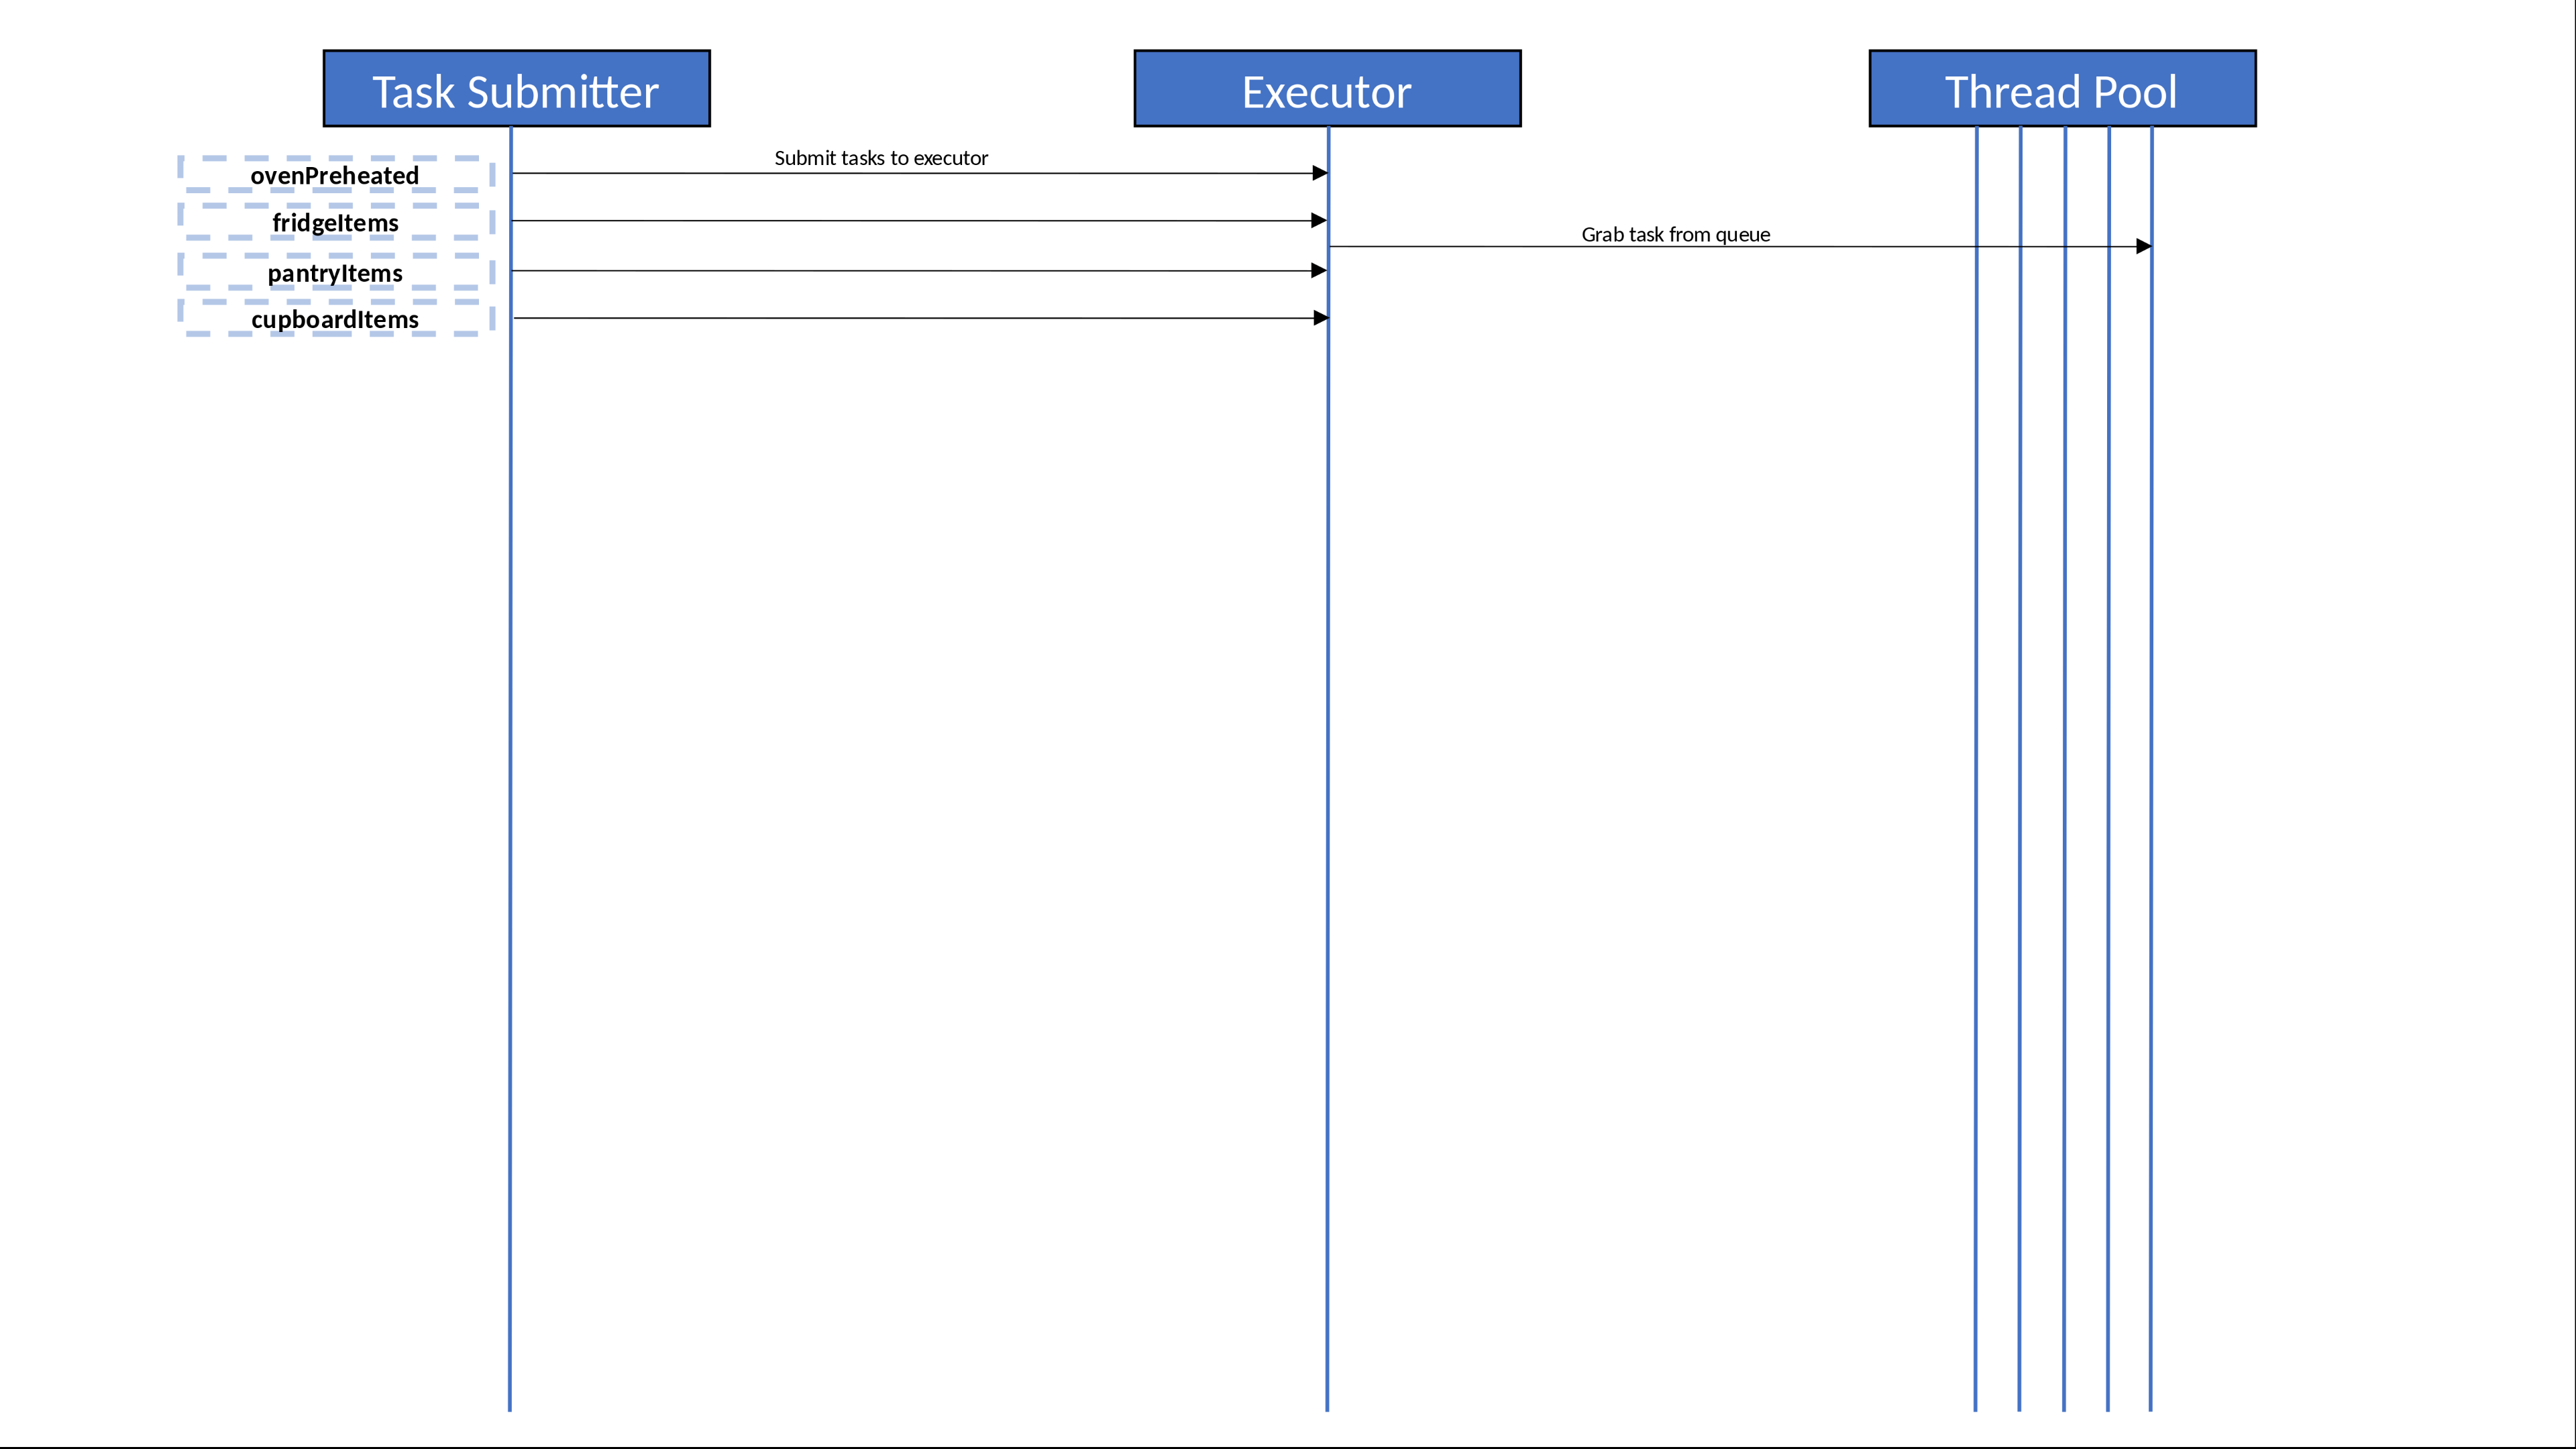 Task Submitter
Executor
Thread Pool
Submit tasks to executor
ovenPreheated
fridgeItems
Grab task from queue
pantryItems
cupboardItems